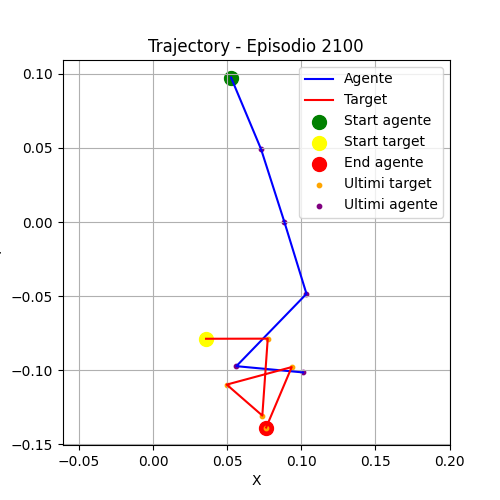 Trajectory - Episodio 2100
0.10
0.05
0.00
−0.05
−0.10
−0.15
Agente
Target
Start agente
Start target
End agente
Ultimi target
Ultimi agente
−0.05
0.00
0.05
0.10
0.15
0.20
X